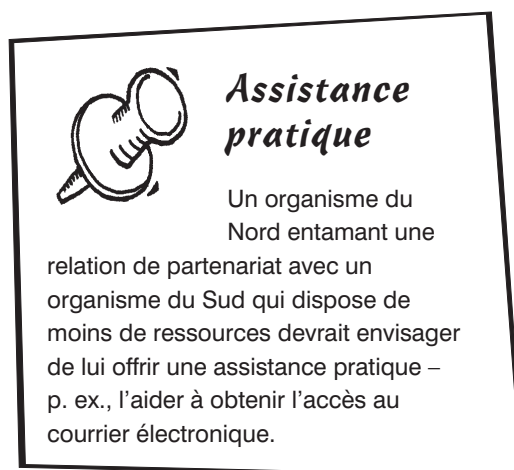 Assistance
pratique
Un organisme du
Nord entamant une
relation de partenariat avec un
organisme du Sud qui dispose de
moins de ressources devrait envisager
de lui offrir une assistance pratique –
p. ex., l’aider à obtenir l’accès au
courrier électronique.